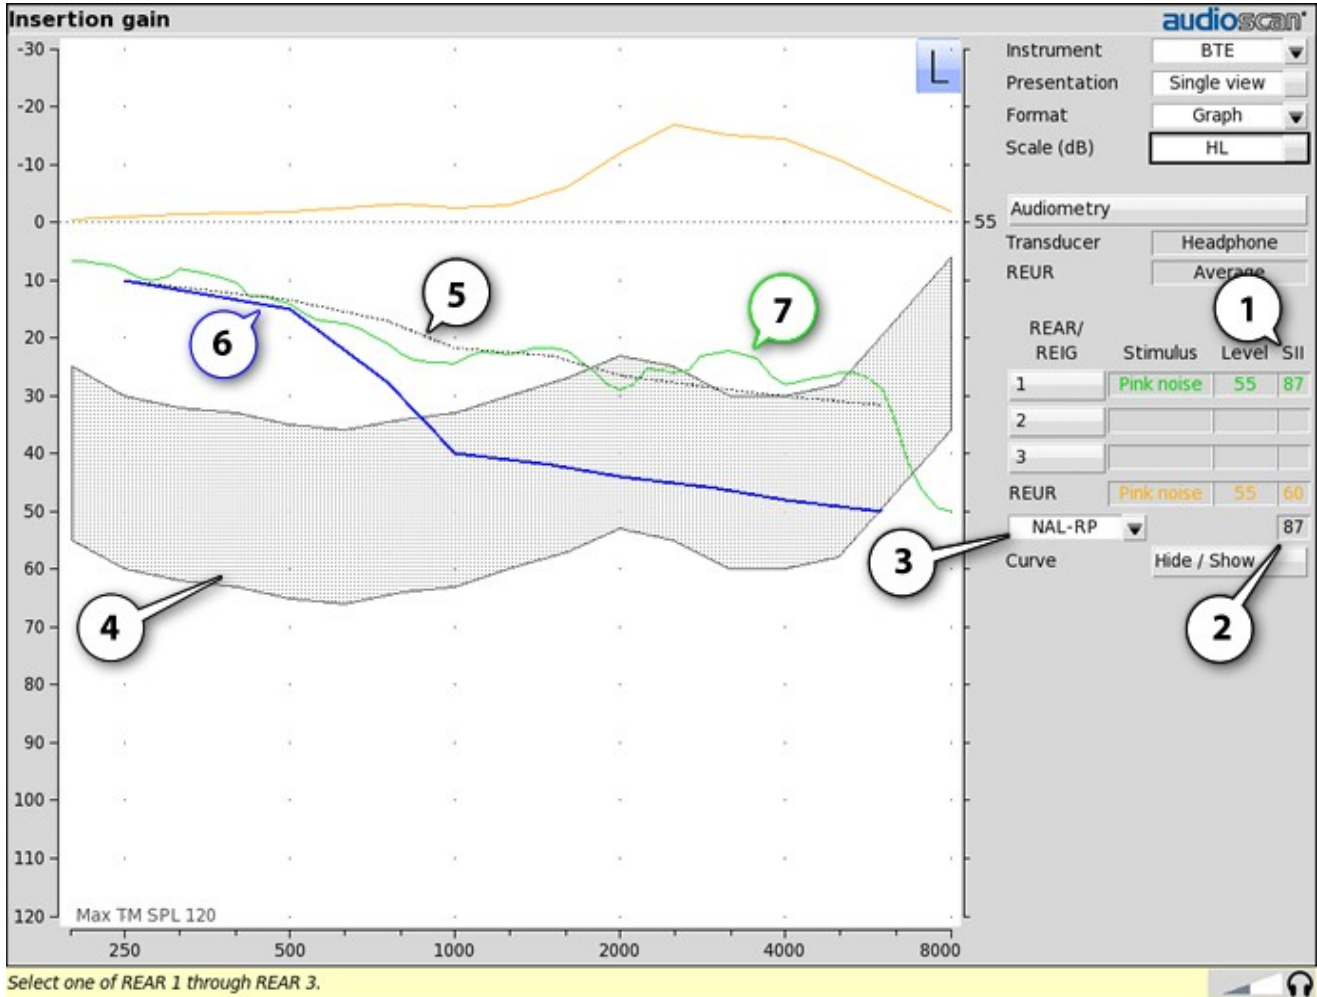 Insertion gain
audioscan
L
-30
-20
-10
0
10
20
30
40
50
60
70
80
90
100
110
120
55
5
7
6
4
Max TM SPL 120
250 500 1000 2000 4000 8000
Instrument BTE
Presentation Single view
Format Graph
Scale (dB) HL
Audiometry
Transducer Headphone
REUR Average
1
REAR/
REIG Stimulus Level SII
1 Pink noise 55 87
2
3
REUR Pink noise 55 60
NAL-RP 87
Curve Hide / Show
3
2
Select one of REAR 1 through REAR 3.